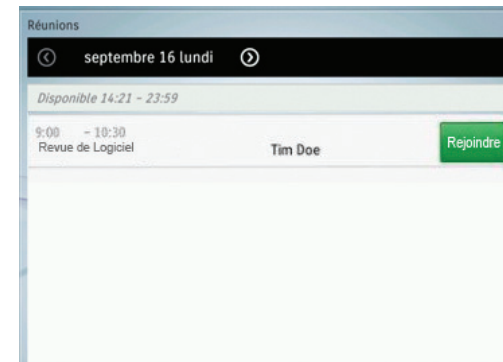 Réunions
septembre 16 lundi
Disponible 14:21 - 23:59
9:00 - 10:30
Revue de Logiciel
Tim Doe
Rejoindre